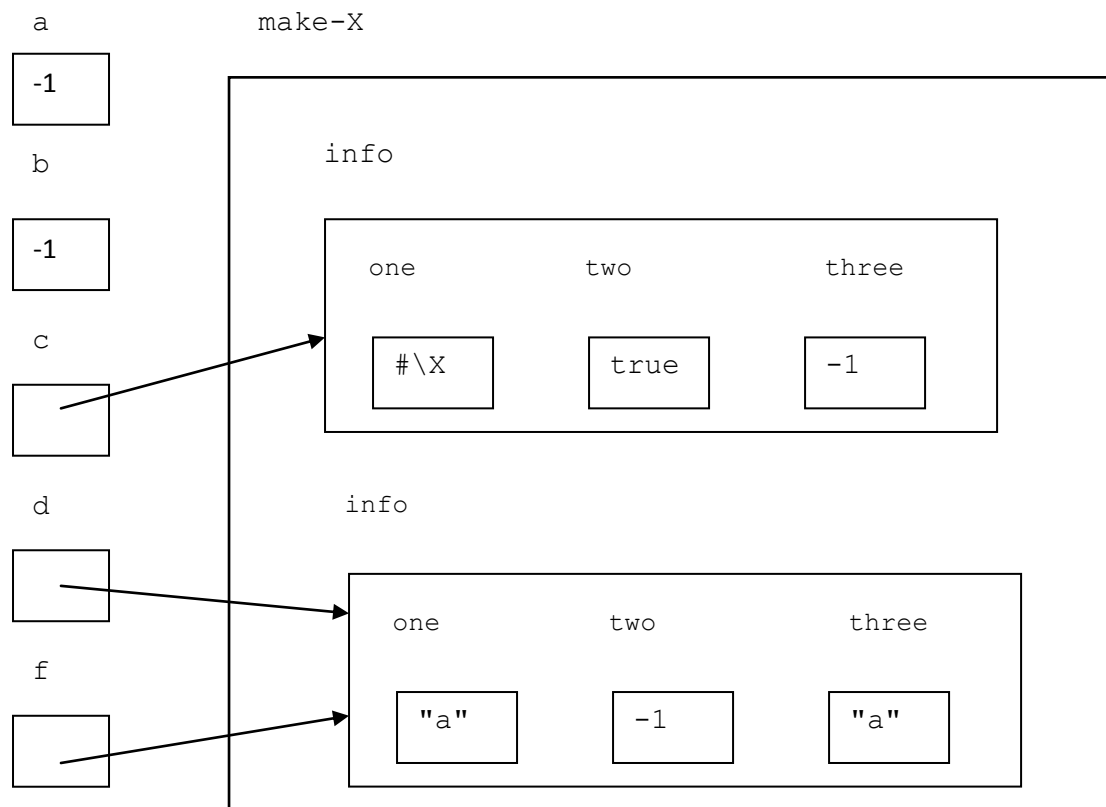 a make-X
-1
b
info
-1
one two three
c
#\X true -1
d
info
one two three
f
"a" -1 "a"